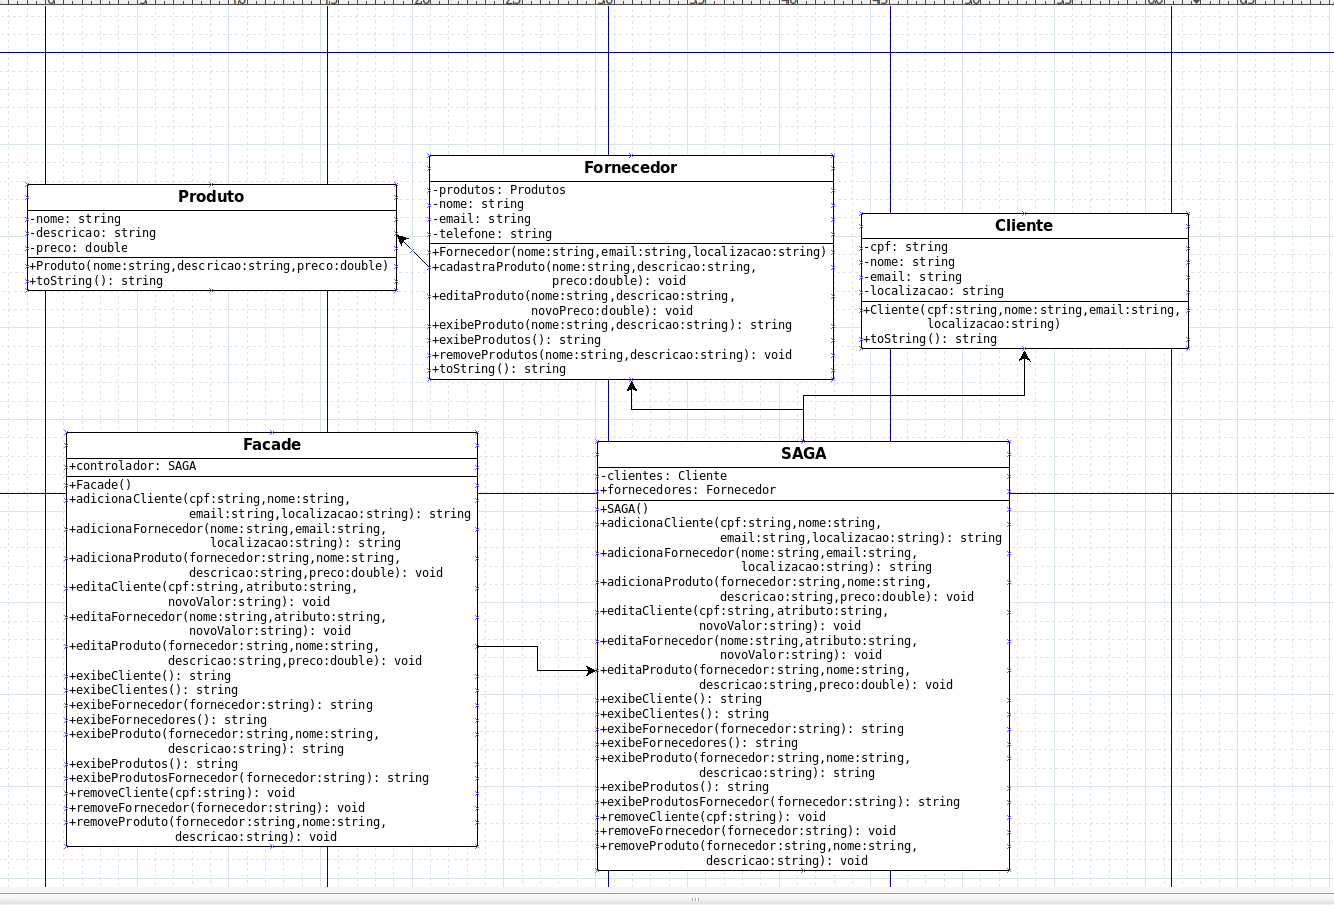 Produto
-nome: string
-descricao: string
-preco: double
+Produto(nome:string,descricao:string,preco:double)
+toString(): string
Fornecedor
-produtos: Produtos
-nome: string
-email: string
-telefone: string
+Fornecedor(nome:string,email:string,localizacao:string)
+cadastraProduto(nome:string,descricao:string,
preco:double): void
+editaProduto(nome:string,descricao:string,
novoPreco:double): void
+exibeProduto(nome:string,descricao:string): string
+exibeProdutos(): string
+removeProdutos(nome:string,descricao:string): void
+toString(): string
Cliente
-cpf: string
-nome: string
-email: string
-localizacao: string
+Cliente(cpf:string,nome:string,email:string,
localizacao:string)
+toString(): string
Facade
+controlador: SAGA
+Facade()
+adicionaCliente(cpf:string,nome:string,
email:string,localizacao:string): string
+adicionaFornecedor(nome:string,email:string,
localizacao:string): string
+adicionaProduto(fornecedor:string,nome:string,
descricao:string,preco:double): void
+editaCliente(cpf:string,atributo:string,
novoValor:string): void
+editaFornecedor(nome:string,atributo:string,
novoValor:string): void
+editaProduto(fornecedor:string,nome:string,
descricao:string,preco:double): void
+exibeCliente(): string
+exibeClientes(): string
+exibeFornecedor(fornecedor:string): string
+exibeFornecedores(): string
+exibeProduto(fornecedor:string,nome:string,
descricao:string): string
+exibeProdutos(): string
+exibeProdutosFornecedor(fornecedor:string): string
+removeCliente(cpf:string): void
+removeFornecedor(fornecedor:string): void
+removeProduto(fornecedor:string,nome:string,
descricao:string): void
SAGA
-clientes: Cliente
+fornecedores: Fornecedor
+SAGA()
+adicionaCliente(cpf:string,nome:string,
email:string,localizacao:string): string
+adicionaFornecedor(nome:string,email:string,
localizacao:string): string
+adicionaProduto(fornecedor:string,nome:string,
descricao:string,preco:double): void
+editaCliente(cpf:string,atributo:string,
novoValor:string): void
+editaFornecedor(nome:string,atributo:string,
novoValor:string): void
+editaProduto(fornecedor:string,nome:string,
descricao:string,preco:double): void
+exibeCliente(): string
+exibeClientes(): string
+exibeFornecedor(fornecedor:string): string
+exibeFornecedores(): string
+exibeProduto(fornecedor:string,nome:string,
descricao:string): string
+exibeProdutos(): string
+exibeProdutosFornecedor(fornecedor:string): string
+removeCliente(cpf:string): void
+removeFornecedor(fornecedor:string): void
+removeProduto(fornecedor:string,nome:string,
descricao:string): void